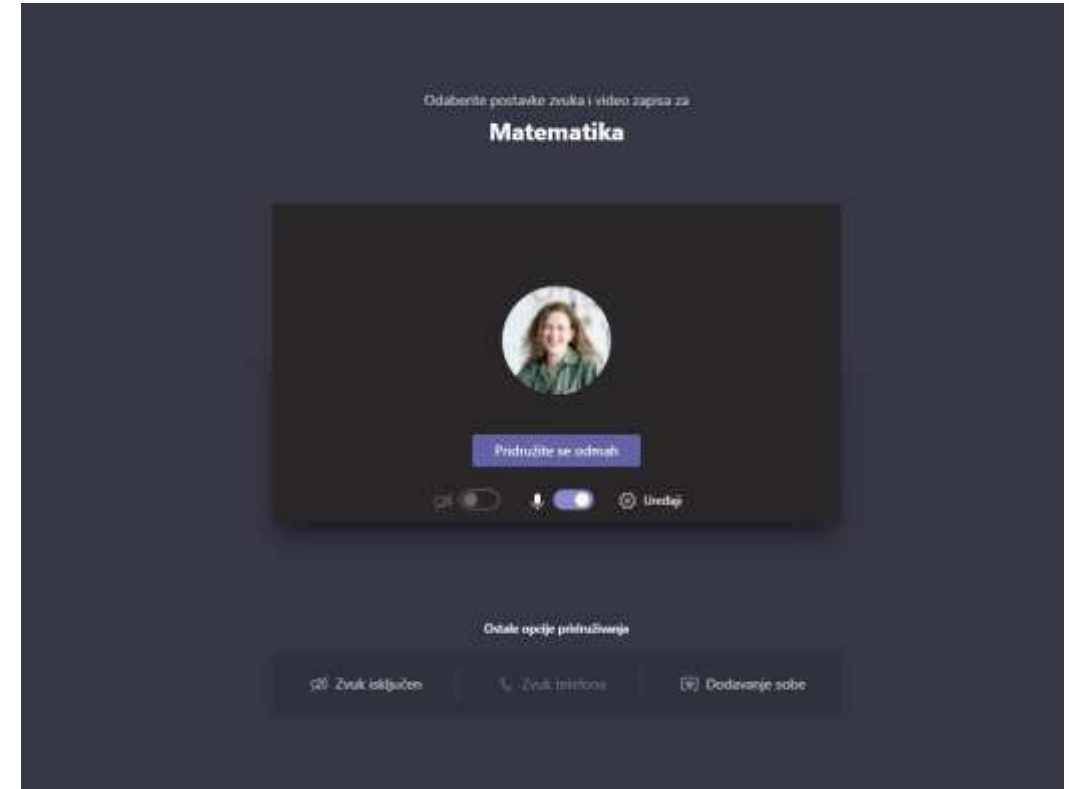 Odaberite postavke zvuka i video zapisa za
Matematika
Pridružite se odmah
Uređaji
Ostale opcije pridruživanja
Zvuk isključen
Zvuk telefona
Dodavanje sobe